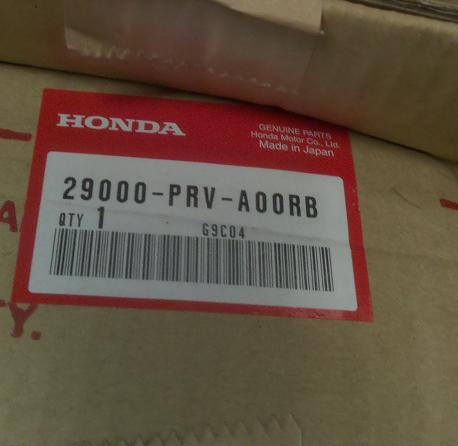 HONDA
GENUINE PARTS
Honda Motor Co., Ltd.
Made in Japan
29000-PRV-A00RB
QTY 1
G9C04
A
Y.